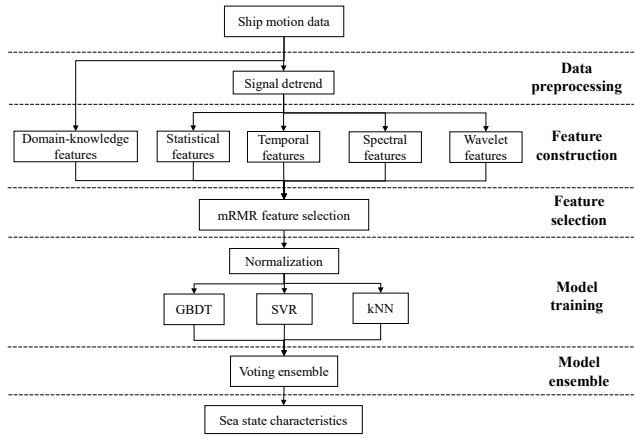 Ship motion data
Data
preprocessing
Signal detrend
Domain-knowledge
features
Statistical
features
Temporal
features
Spectral
features
Wavelet
features
Feature
construction
mRMR feature selection
Feature
selection
Normalization
GBDT
SVR
kNN
Model
training
Voting ensemble
Model
ensemble
Sea state characteristics